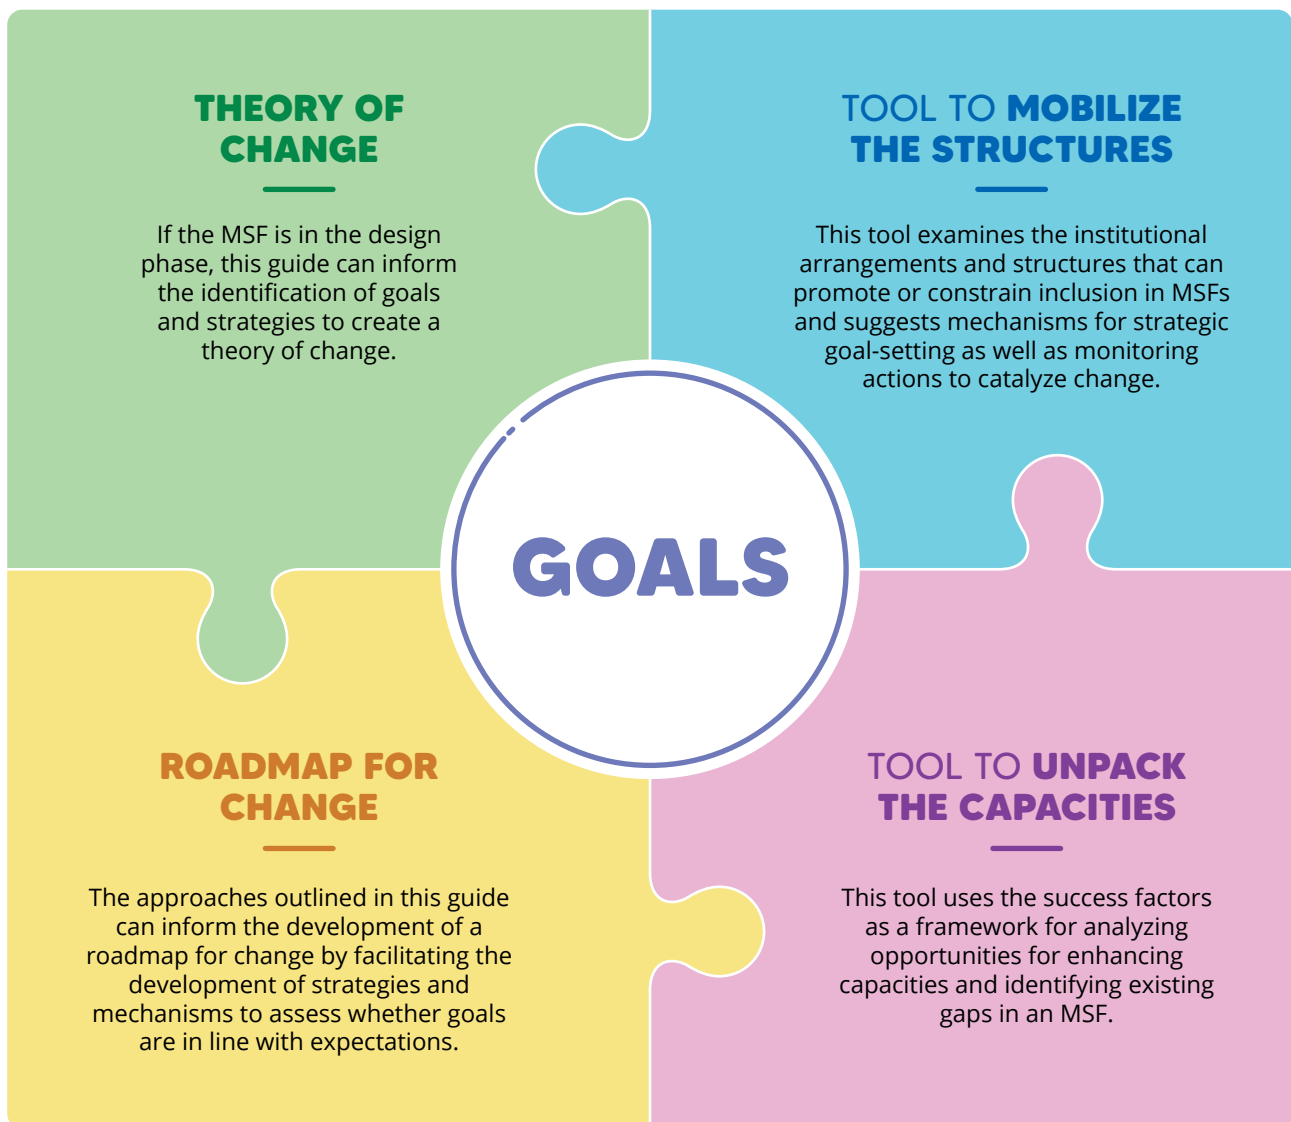 THEORY OF
CHANGE
If the MSF is in the design
phase, this guide can inform
the identification of goals
and strategies to create a
theory of change.
TOOL TO MOBILIZE
THE STRUCTURES
This tool examines the institutional
arrangements and structures that can
promote or constrain inclusion in MSFs
and suggests mechanisms for strategic
goal-setting as well as monitoring
actions to catalyze change.
GOALS
ROADMAP FOR
CHANGE
The approaches outlined in this guide
can inform the development of a
roadmap for change by facilitating the
development of strategies and
mechanisms to assess whether goals
are in line with expectations.
TOOL TO UNPACK
THE CAPACITIES
This tool uses the success factors
as a framework for analyzing
opportunities for enhancing
capacities and identifying existing
gaps in an MSF.